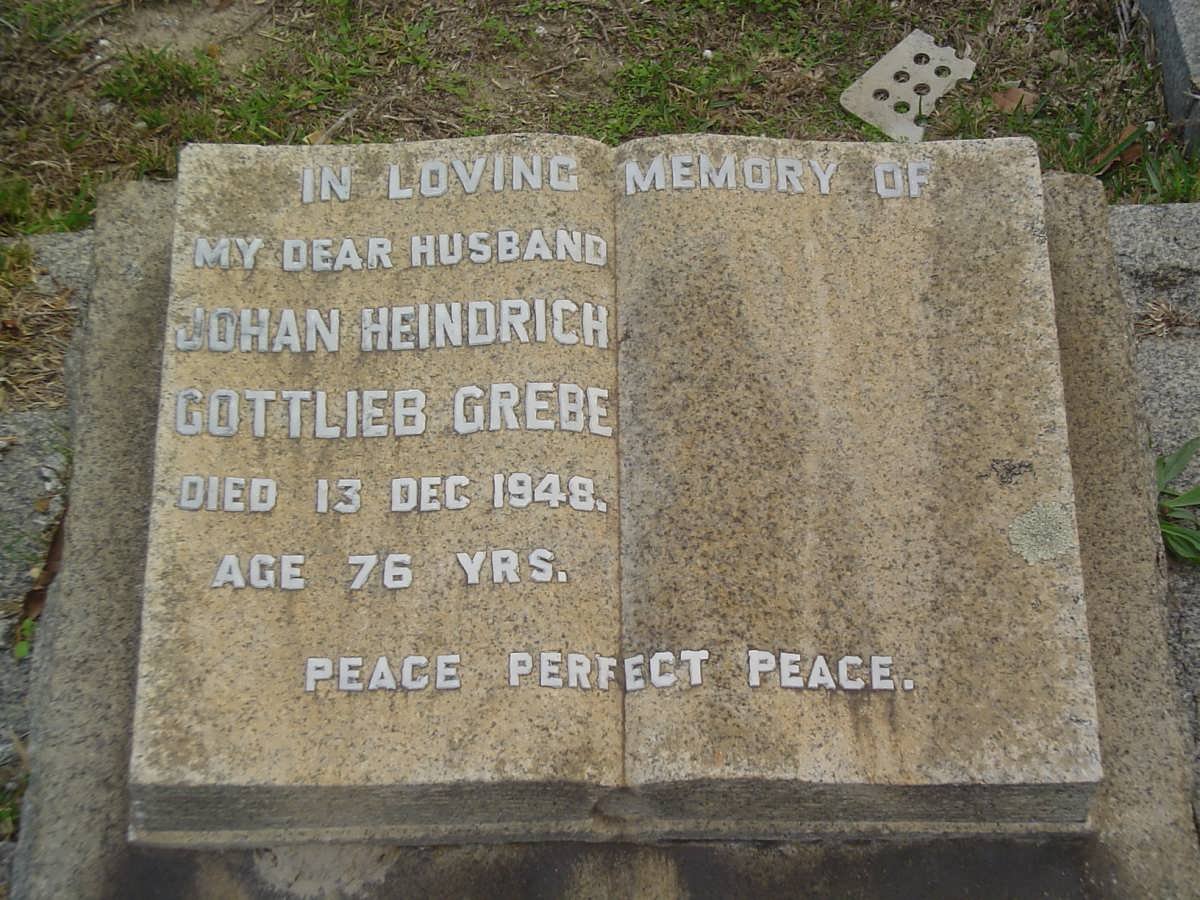 IN LOVING MEMORY OF
MY DEAR HUSBAND
JOHAN HEINDRICH
GOTTLIEB GREBE
DIED 13 DEC 1948.
AGE 76 YRS.
PEACE PERFECT PEACE.